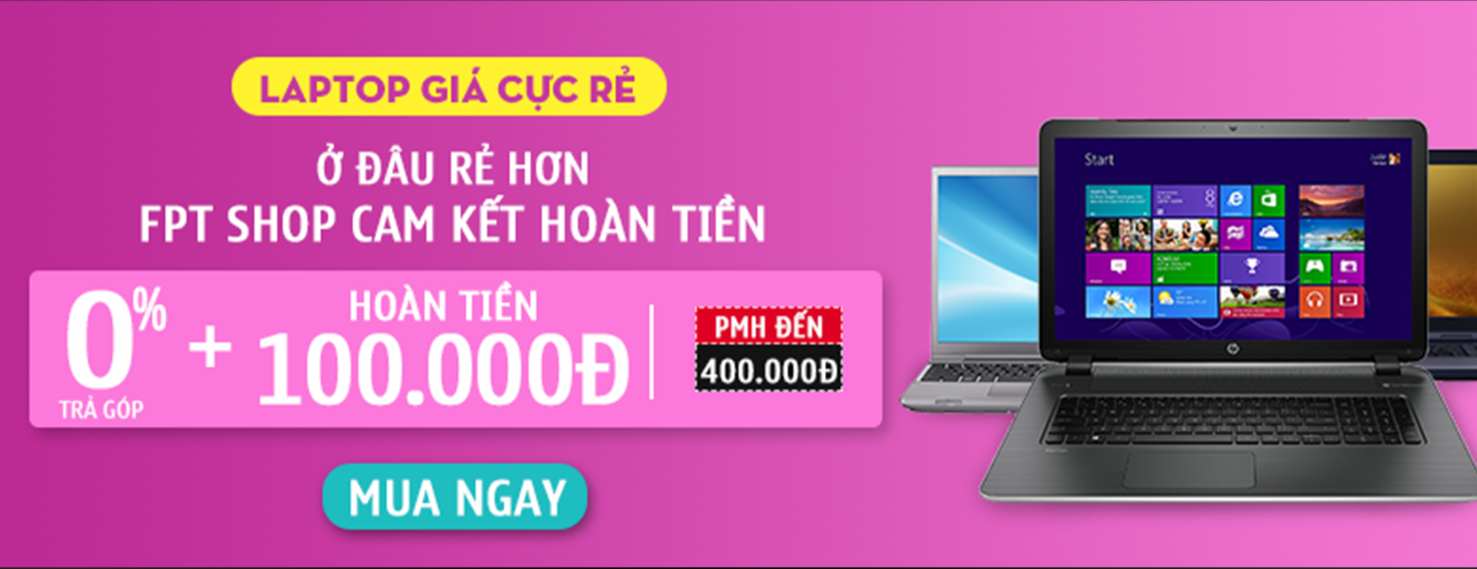 LAPTOP GIÁ CỰC RẺ
Ở ĐÂU RẺ HƠN
FPT SHOP CAM KẾT HOÀN TIỀN
0%
TRẢ GÓP
+
HOÀN TIỀN
100.000Đ
PMH ĐẾN
400.000Đ
MUA NGAY
Start
hp